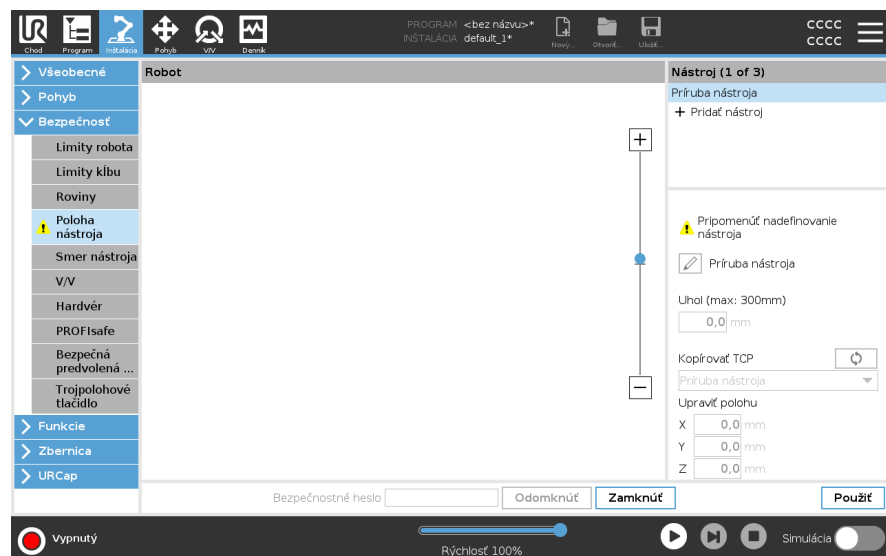 PROGRAM <bez názvu>*
INŠTALÁCIA default_1*
CCCC
CCCC
Chod Program Inštalácia Pohyb V/V Denník Nový... Otvoriť... Uložiť...
Všeobecné
Pohyb
Bezpečnosť
Limity robota
Limity kĺbu
Roviny
Poloha
nástroja
Smer nástroja
V/V
Hardvér
PROFIsafe
Bezpečná
predvolená ...
Trojpolohové
tlačidlo
Funkcie
Zbernica
URCap
Robot
Nástroj (1 of 3)
Príruba nástroja
+ Pridať nástroj
Pripomenúť nadefinovanie
nástroja
Príruba nástroja
Uhol (max: 300mm)
0,0 mm
Kopírovať TCP
Príruba nástroja
Upraviť polohu
X 0,0 mm
Y 0,0 mm
Z 0,0 mm
Bezpečnostné heslo Odomknúť Zamknúť Použiť
Vypnutý
Rýchlosť 100%
Simulácia